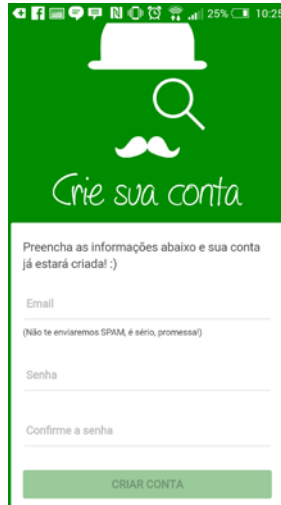 25% 10:25
Crie sua conta
Preencha as informações abaixo e sua conta
já estará criada! :)
Email
(Não te enviaremos SPAM, é sério, promessa!)
Senha
Confirme a senha
CRIAR CONTA